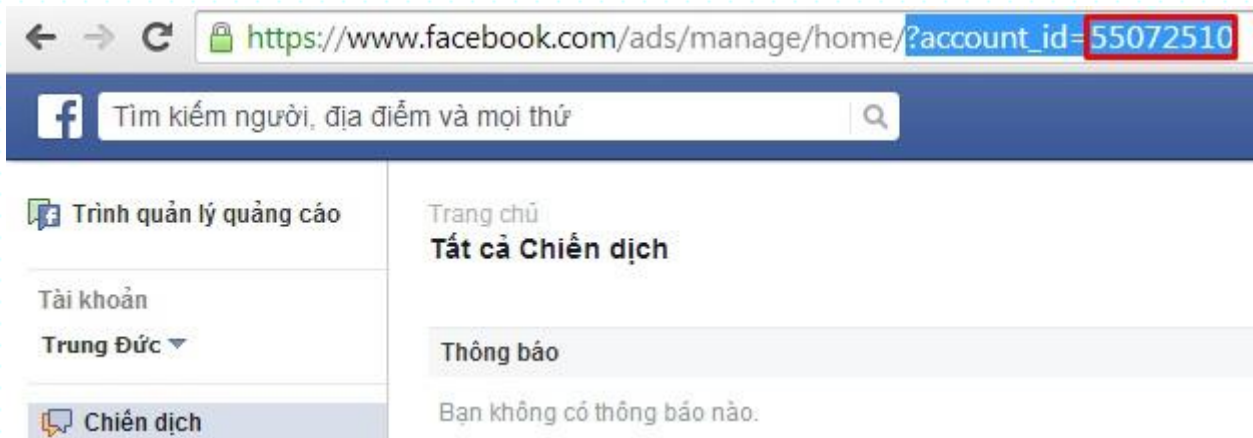 https://www.facebook.com/ads/manage/home/?account_id=55072510
f Tìm kiếm người, địa điểm và mọi thứ
Trình quản lý quảng cáo
Tài khoản
Trung Đức
Chiến dịch
Trang chủ
Tất cả Chiến dịch
Thông báo
Bạn không có thông báo nào.